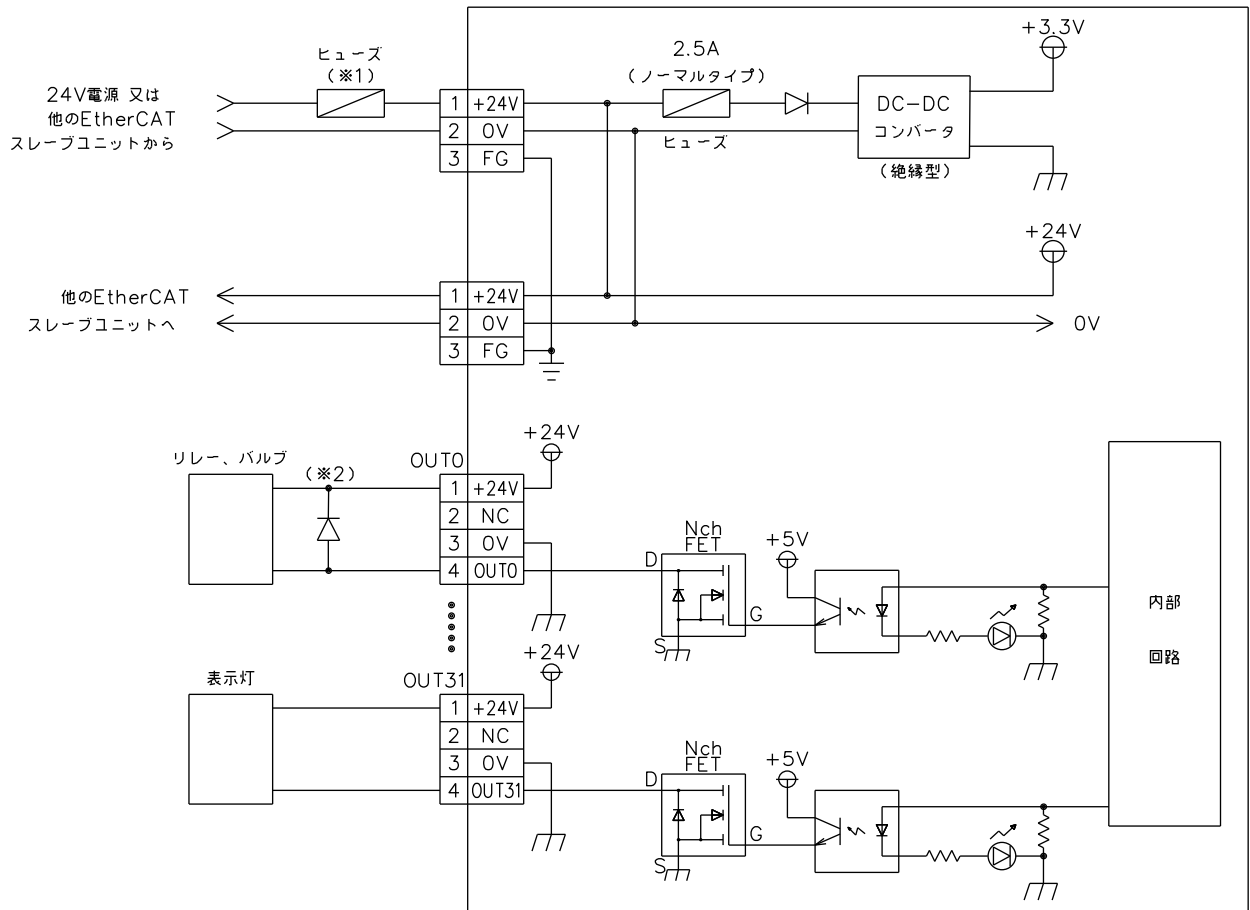 +3.3V
ヒューズ
(※1)
2.5A
(ノーマルタイプ)
24V電源 又は
他のEtherCAT
スレーブユニットから
1 +24V
2 0V
3 FG
ヒューズ
DC-DC
コンバータ
(絶縁型)
+24V
他のEtherCAT
スレーブユニットへ
1 +24V
2 0V
3 FG
0V
+24V
リレー、バルブ
(※2)
OUT0
1 +24V
2 NC
3 0V
4 OUT0
Nch
FET
D
G
S
+5V
内部
回路
+24V
表示灯
OUT31
1 +24V
2 NC
3 0V
4 OUT31
Nch
FET
D
G
S
+5V